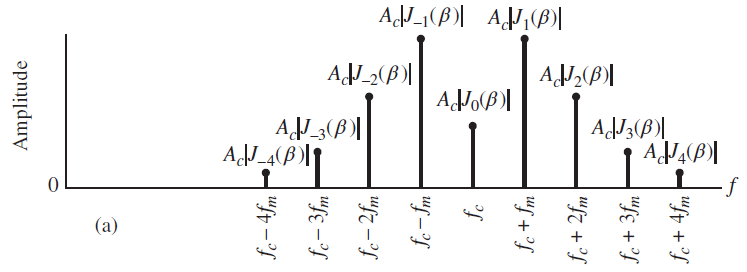 A_c|J_{-1}(β)| A_c|J_1(β)|
A_c|J_{-2}(β)| A_c|J_2(β)|
A_c|J_0(β)|
A_c|J_{-3}(β)| A_c|J_3(β)|
A_c|J_{-4}(β)| A_c|J_4(β)|
Amplitude
0
f
(a)
f_c − 4f_m
f_c − 3f_m
f_c − 2f_m
f_c − f_m
f_c
f_c + f_m
f_c + 2f_m
f_c + 3f_m
f_c + 4f_m